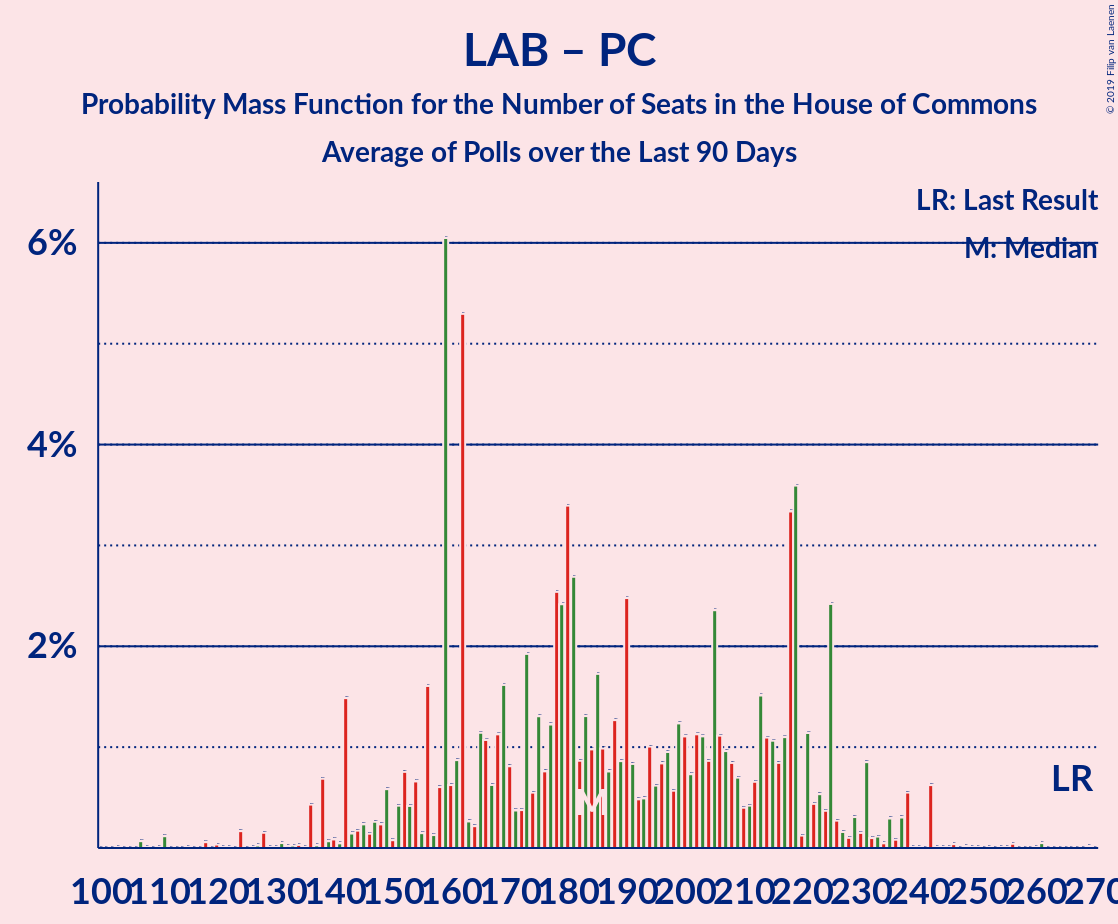 LAB – PC
Probability Mass Function for the Number of Seats in the House of Commons
Average of Polls over the Last 90 Days
© 2019 Filip van Laenen
LR: Last Result
M: Median
6%
4%
2%
LR
M
100 110 120 130 140 150 160 170 180 190 200 210 220 230 240 250 260 270